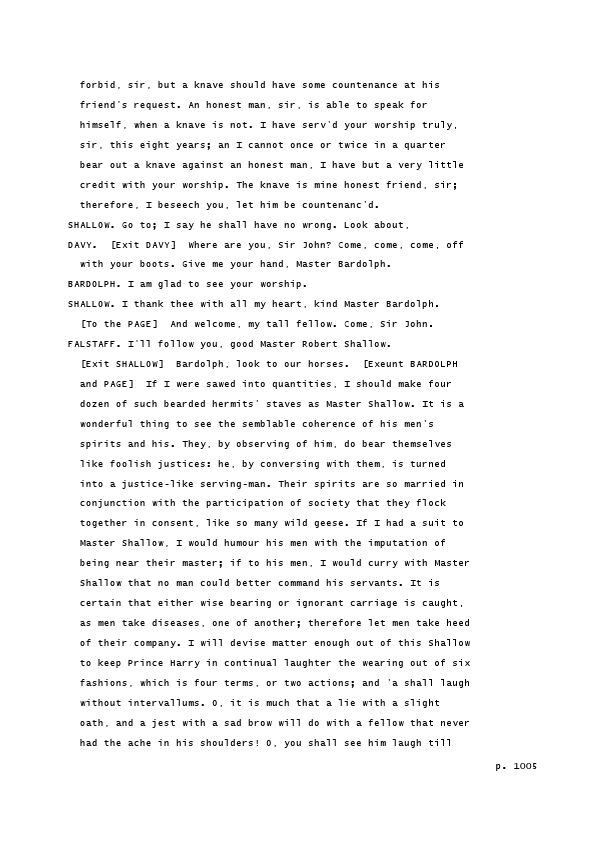 forbid, sir, but a knave should have some countenance at his
friend's request. An honest man, sir, is able to speak for
himself, when a knave is not. I have serv'd your worship truly,
sir, this eight years; an I cannot once or twice in a quarter
bear out a knave against an honest man, I have but a very little
credit with your worship. The knave is mine honest friend, sir;
therefore, I beseech you, let him be countenanc'd.
SHALLOW. Go to; I say he shall have no wrong. Look about,
DAVY.  [Exit DAVY]  Where are you, Sir John? Come, come, come, off
with your boots. Give me your hand, Master Bardolph.
BARDOLPH. I am glad to see your worship.
SHALLOW. I thank thee with all my heart, kind Master Bardolph.
[To the PAGE]  And welcome, my tall fellow. Come, Sir John.
FALSTAFF. I'll follow you, good Master Robert Shallow.
[Exit SHALLOW]  Bardolph, look to our horses.  [Exeunt BARDOLPH
and PAGE]  If I were sawed into quantities, I should make four
dozen of such bearded hermits' staves as Master Shallow. It is a
wonderful thing to see the semblable coherence of his men's
spirits and his. They, by observing of him, do bear themselves
like foolish justices: he, by conversing with them, is turned
into a justice-like serving-man. Their spirits are so married in
conjunction with the participation of society that they flock
together in consent, like so many wild geese. If I had a suit to
Master Shallow, I would humour his men with the imputation of
being near their master; if to his men, I would curry with Master
Shallow that no man could better command his servants. It is
certain that either wise bearing or ignorant carriage is caught,
as men take diseases, one of another; therefore let men take heed
of their company. I will devise matter enough out of this Shallow
to keep Prince Harry in continual laughter the wearing out of six
fashions, which is four terms, or two actions; and 'a shall laugh
without intervallums. O, it is much that a lie with a slight
oath, and a jest with a sad brow will do with a fellow that never
had the ache in his shoulders! O, you shall see him laugh till
p. 1005